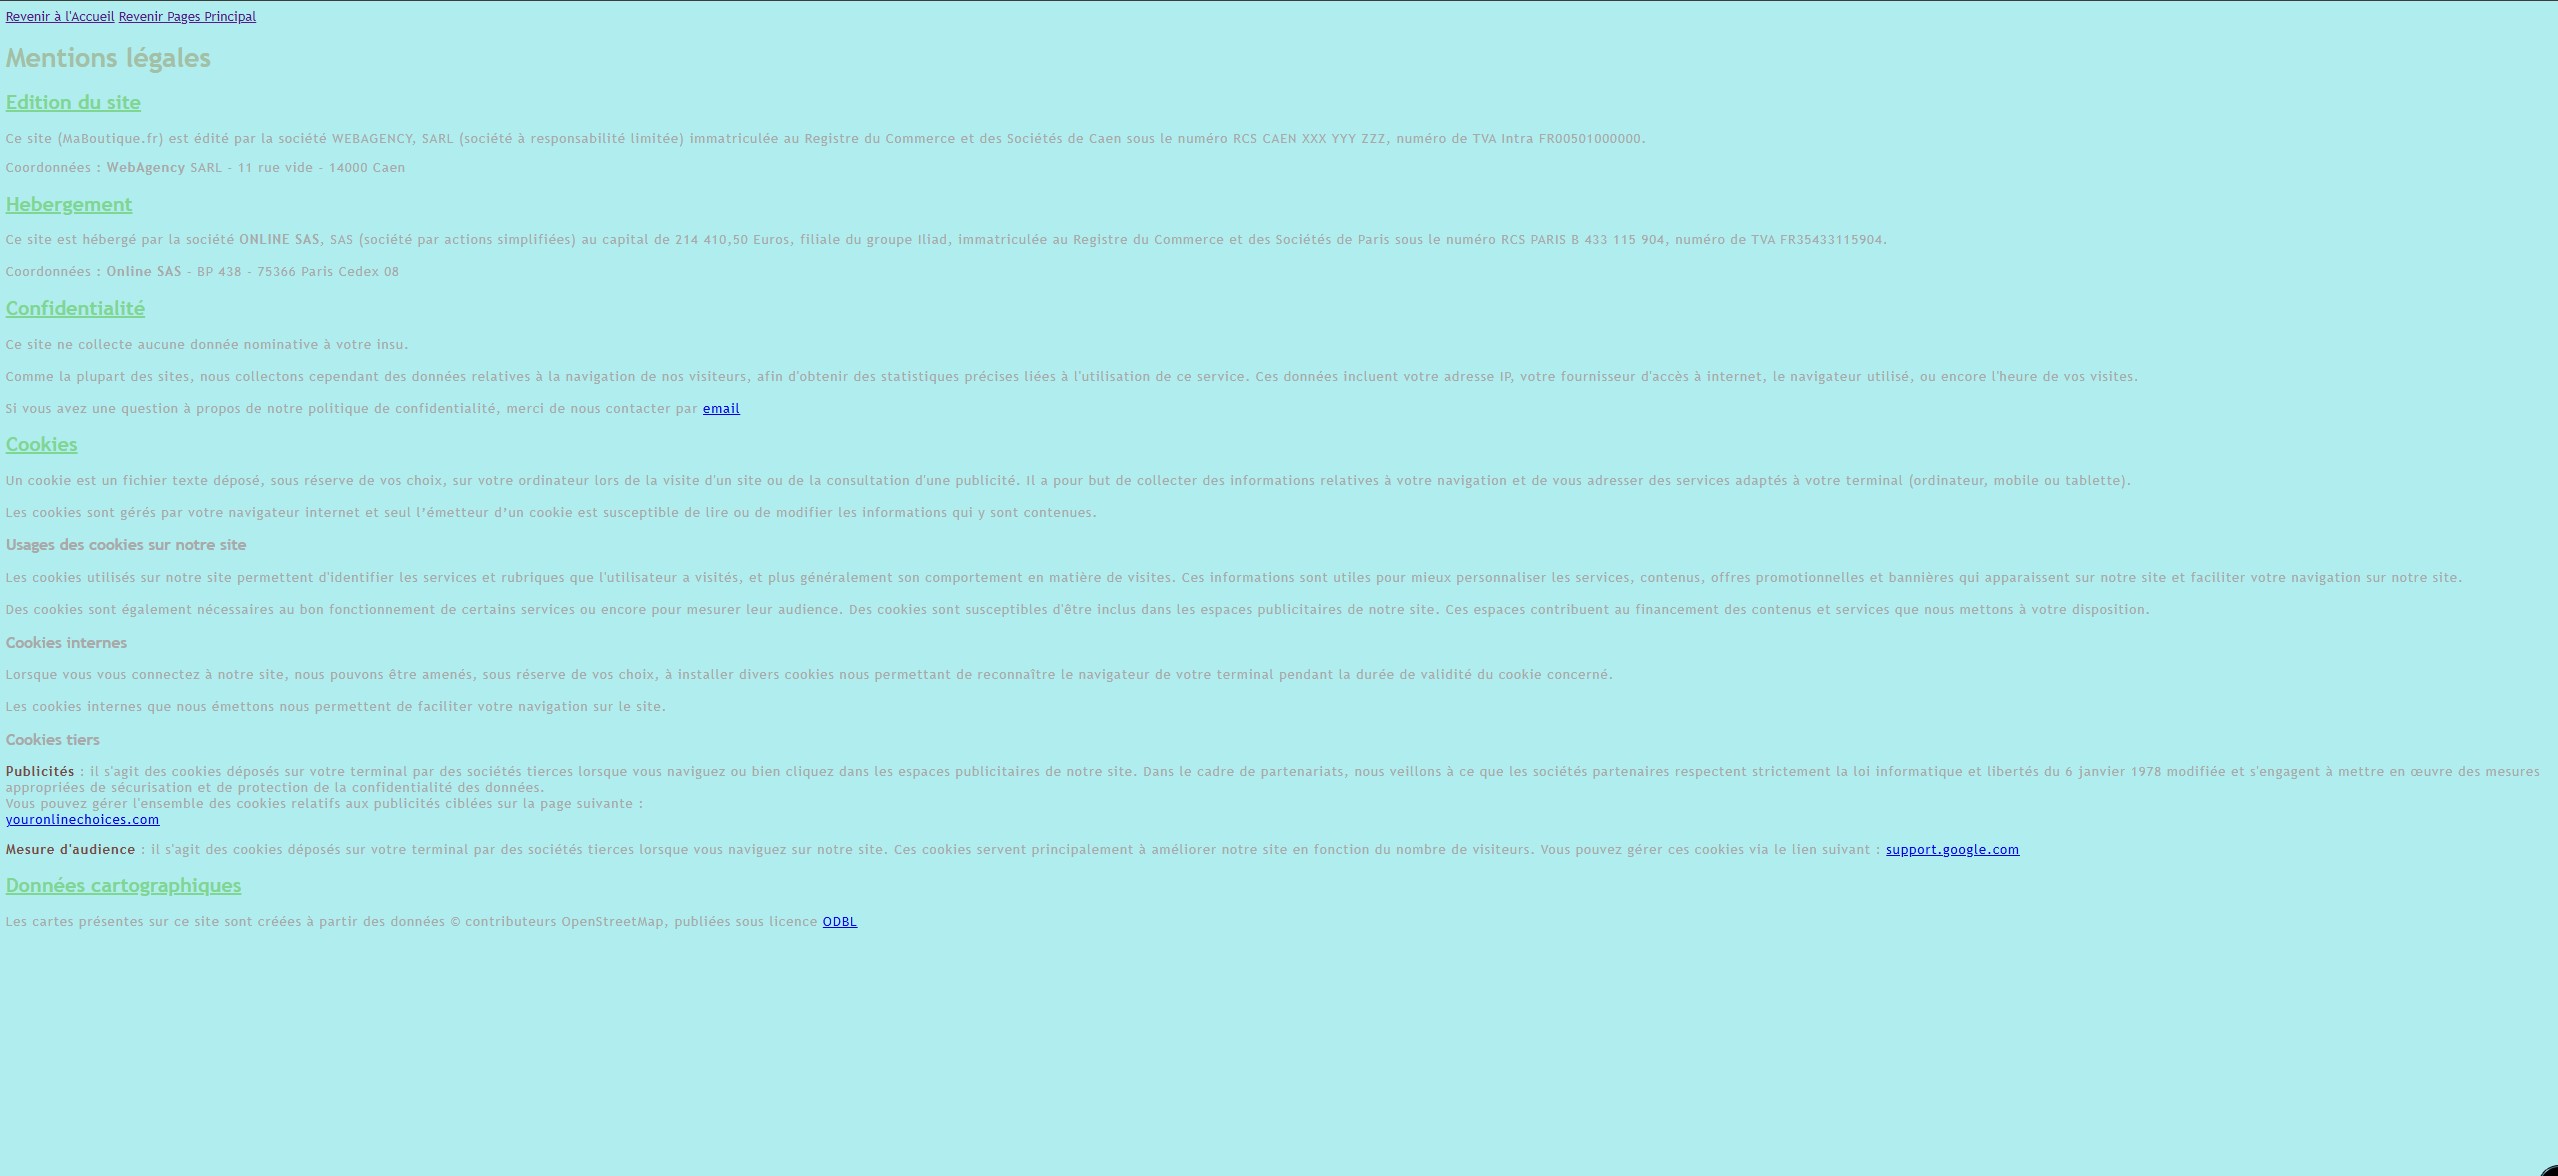 Revenir à l'Accueil Revenir Pages Principal
Mentions légales
Edition du site
Ce site (MaBoutique.fr) est édité par la société WEBAGENCY, SARL (société à responsabilité limitée) immatriculée au Registre du Commerce et des Sociétés de Caen sous le numéro RCS CAEN XXX YYY ZZZ, numéro de TVA Intra FR00501000000.
Coordonnées : WebAgency SARL - 11 rue vide - 14000 Caen
Hebergement
Ce site est hébergé par la société ONLINE SAS, SAS (société par actions simplifiées) au capital de 214 410,50 Euros, filiale du groupe Iliad, immatriculée au Registre du Commerce et des Sociétés de Paris sous le numéro RCS PARIS B 433 115 904, numéro de TVA FR35433115904.
Coordonnées : Online SAS - BP 438 - 75366 Paris Cedex 08
Confidentialité
Ce site ne collecte aucune donnée nominative à votre insu.
Comme la plupart des sites, nous collectons cependant des données relatives à la navigation de nos visiteurs, afin d'obtenir des statistiques précises liées à l'utilisation de ce service. Ces données incluent votre adresse IP, votre fournisseur d'accès à internet, le navigateur utilisé, ou encore l'heure de vos visites.
Si vous avez une question à propos de notre politique de confidentialité, merci de nous contacter par email
Cookies
Un cookie est un fichier texte déposé, sous réserve de vos choix, sur votre ordinateur lors de la visite d'un site ou de la consultation d'une publicité. Il a pour but de collecter des informations relatives à votre navigation et de vous adresser des services adaptés à votre terminal (ordinateur, mobile ou tablette).
Les cookies sont gérés par votre navigateur internet et seul l’émetteur d’un cookie est susceptible de lire ou de modifier les informations qui y sont contenues.
Usages des cookies sur notre site
Les cookies utilisés sur notre site permettent d'identifier les services et rubriques que l'utilisateur a visités, et plus généralement son comportement en matière de visites. Ces informations sont utiles pour mieux personnaliser les services, contenus, offres promotionnelles et bannières qui apparaissent sur notre site et faciliter votre navigation sur notre site.
Des cookies sont également nécessaires au bon fonctionnement de certains services ou encore pour mesurer leur audience. Des cookies sont susceptibles d'être inclus dans les espaces publicitaires de notre site. Ces espaces contribuent au financement des contenus et services que nous mettons à votre disposition.
Cookies internes
Lorsque vous vous connectez à notre site, nous pouvons être amenés, sous réserve de vos choix, à installer divers cookies nous permettant de reconnaître le navigateur de votre terminal pendant la durée de validité du cookie concerné.
Les cookies internes que nous émettons nous permettent de faciliter votre navigation sur le site.
Cookies tiers
Publicités : il s'agit des cookies déposés sur votre terminal par des sociétés tierces lorsque vous naviguez ou bien cliquez dans les espaces publicitaires de notre site. Dans le cadre de partenariats, nous veillons à ce que les sociétés partenaires respectent strictement la loi informatique et libertés du 6 janvier 1978 modifiée et s'engagent à mettre en œuvre des mesures
appropriées de sécurisation et de protection de la confidentialité des données.
Vous pouvez gérer l'ensemble des cookies relatifs aux publicités ciblées sur la page suivante :
youronlinechoices.com
Mesure d'audience : il s'agit des cookies déposés sur votre terminal par des sociétés tierces lorsque vous naviguez sur notre site. Ces cookies servent principalement à améliorer notre site en fonction du nombre de visiteurs. Vous pouvez gérer ces cookies via le lien suivant : support.google.com
Données cartographiques
Les cartes présentes sur ce site sont créées à partir des données © contributeurs OpenStreetMap, publiées sous licence ODBL